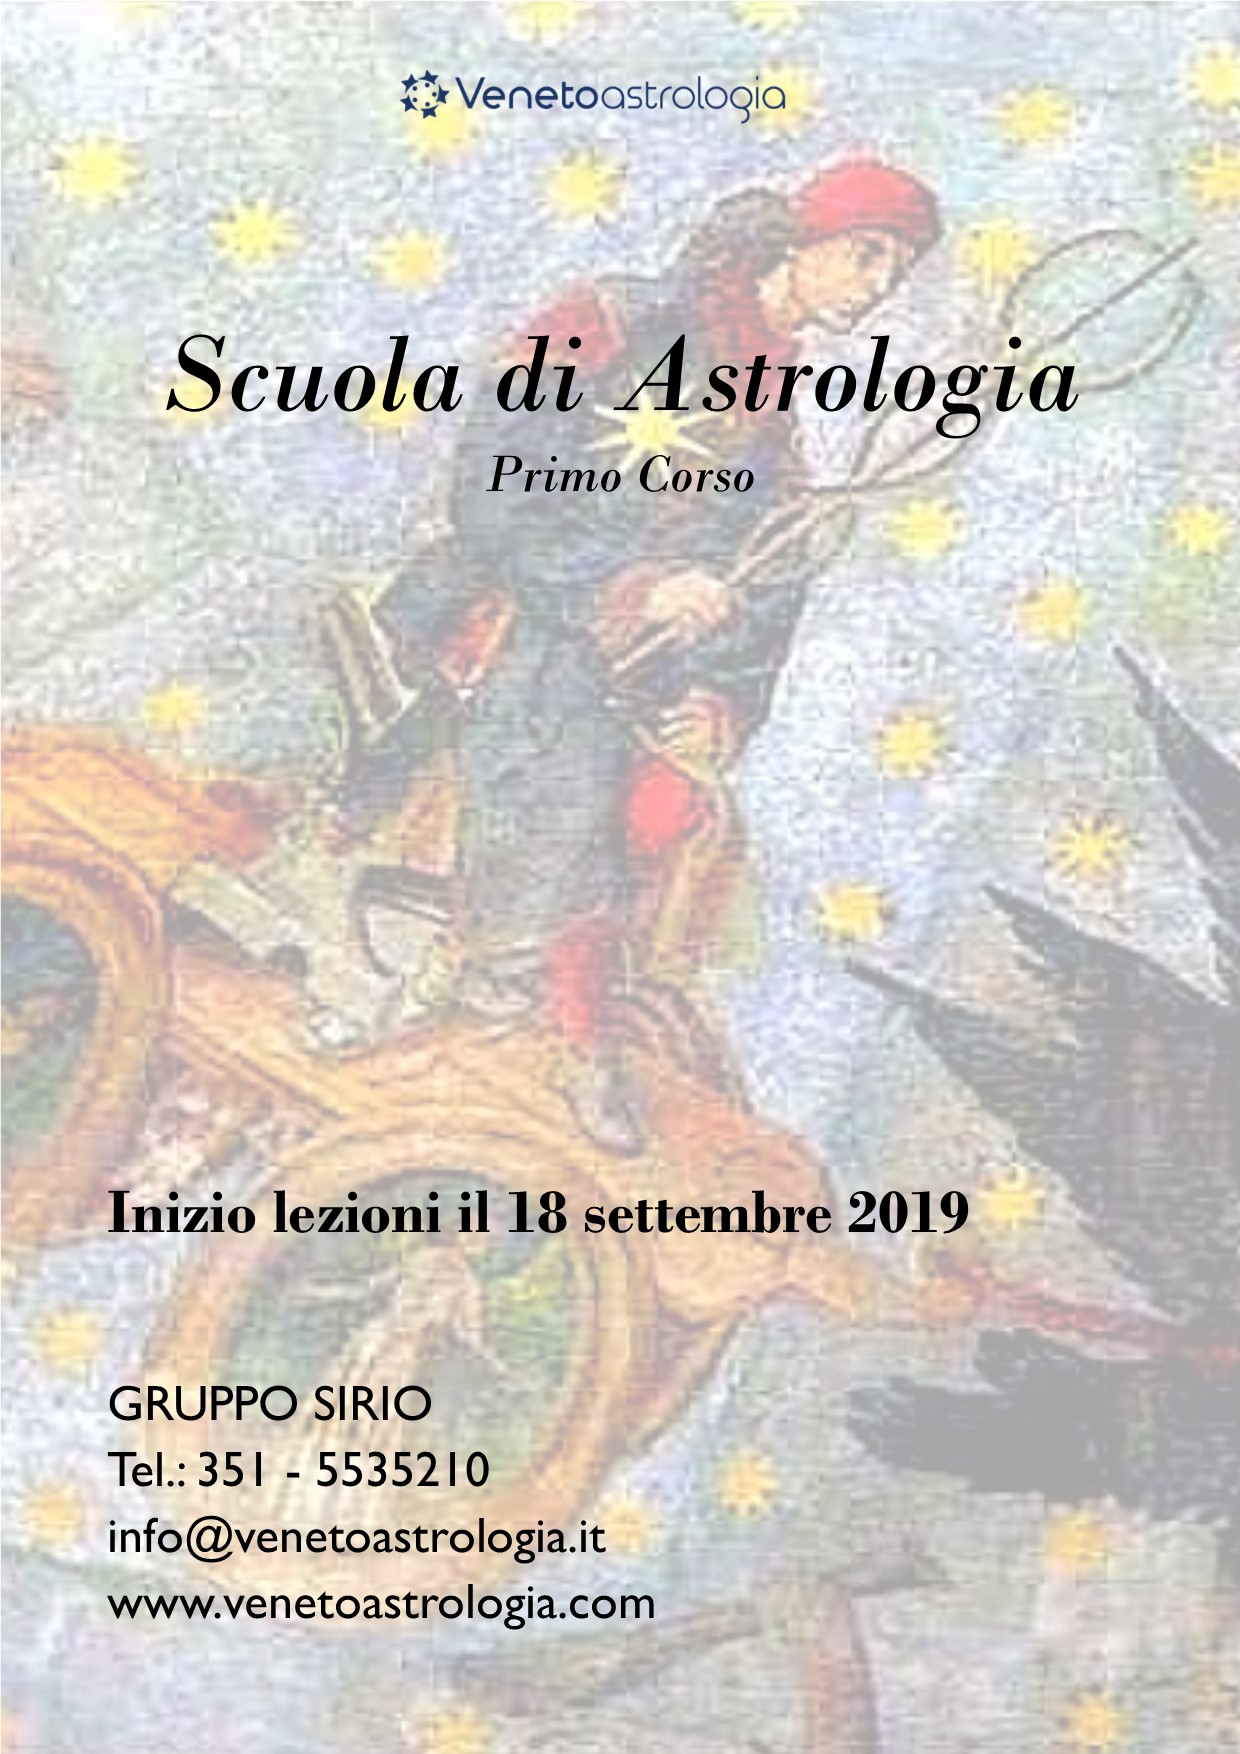 Venetoastrologia
Scuola di Astrologia
Primo Corso
Inizio lezioni il 18 settembre 2019
GRUPPO SIRIO
Tel.: 351 - 5535210
info@venetoastrologia.it
www.venetoastrologia.com